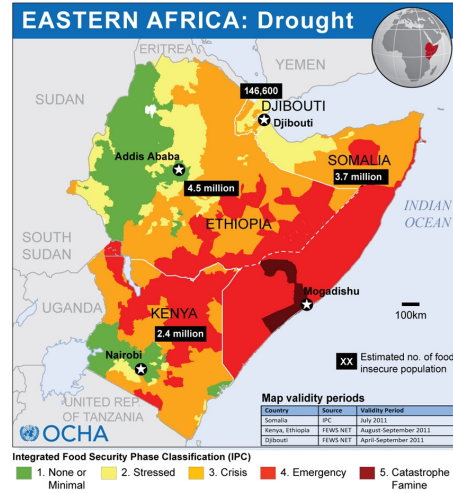 EASTERN AFRICA: Drought
ERITREA
YEMEN
SUDAN
146,600
DJIBOUTI
Djibouti
Addis Ababa
SOMALIA
3.7 million
4.5 million
INDIAN
OCEAN
ETHIOPIA
SOUTH
SUDAN
Mogadishu
UGANDA
KENYA
100km
2.4 million
Nairobi
XX Estimated no. of food
insecure population
UNITED REP.
OF TANZANIA
Map validity periods
Country Source Validity Period
Somalia IPC July 2011
Kenya, Ethiopia FEWS NET August-September 2011
Djibouti FEWS NET April-September 2011
OCHA
Integrated Food Security Phase Classification (IPC)
1. None or
Minimal
2. Stressed
3. Crisis
4. Emergency
5. Catastrophe
Famine